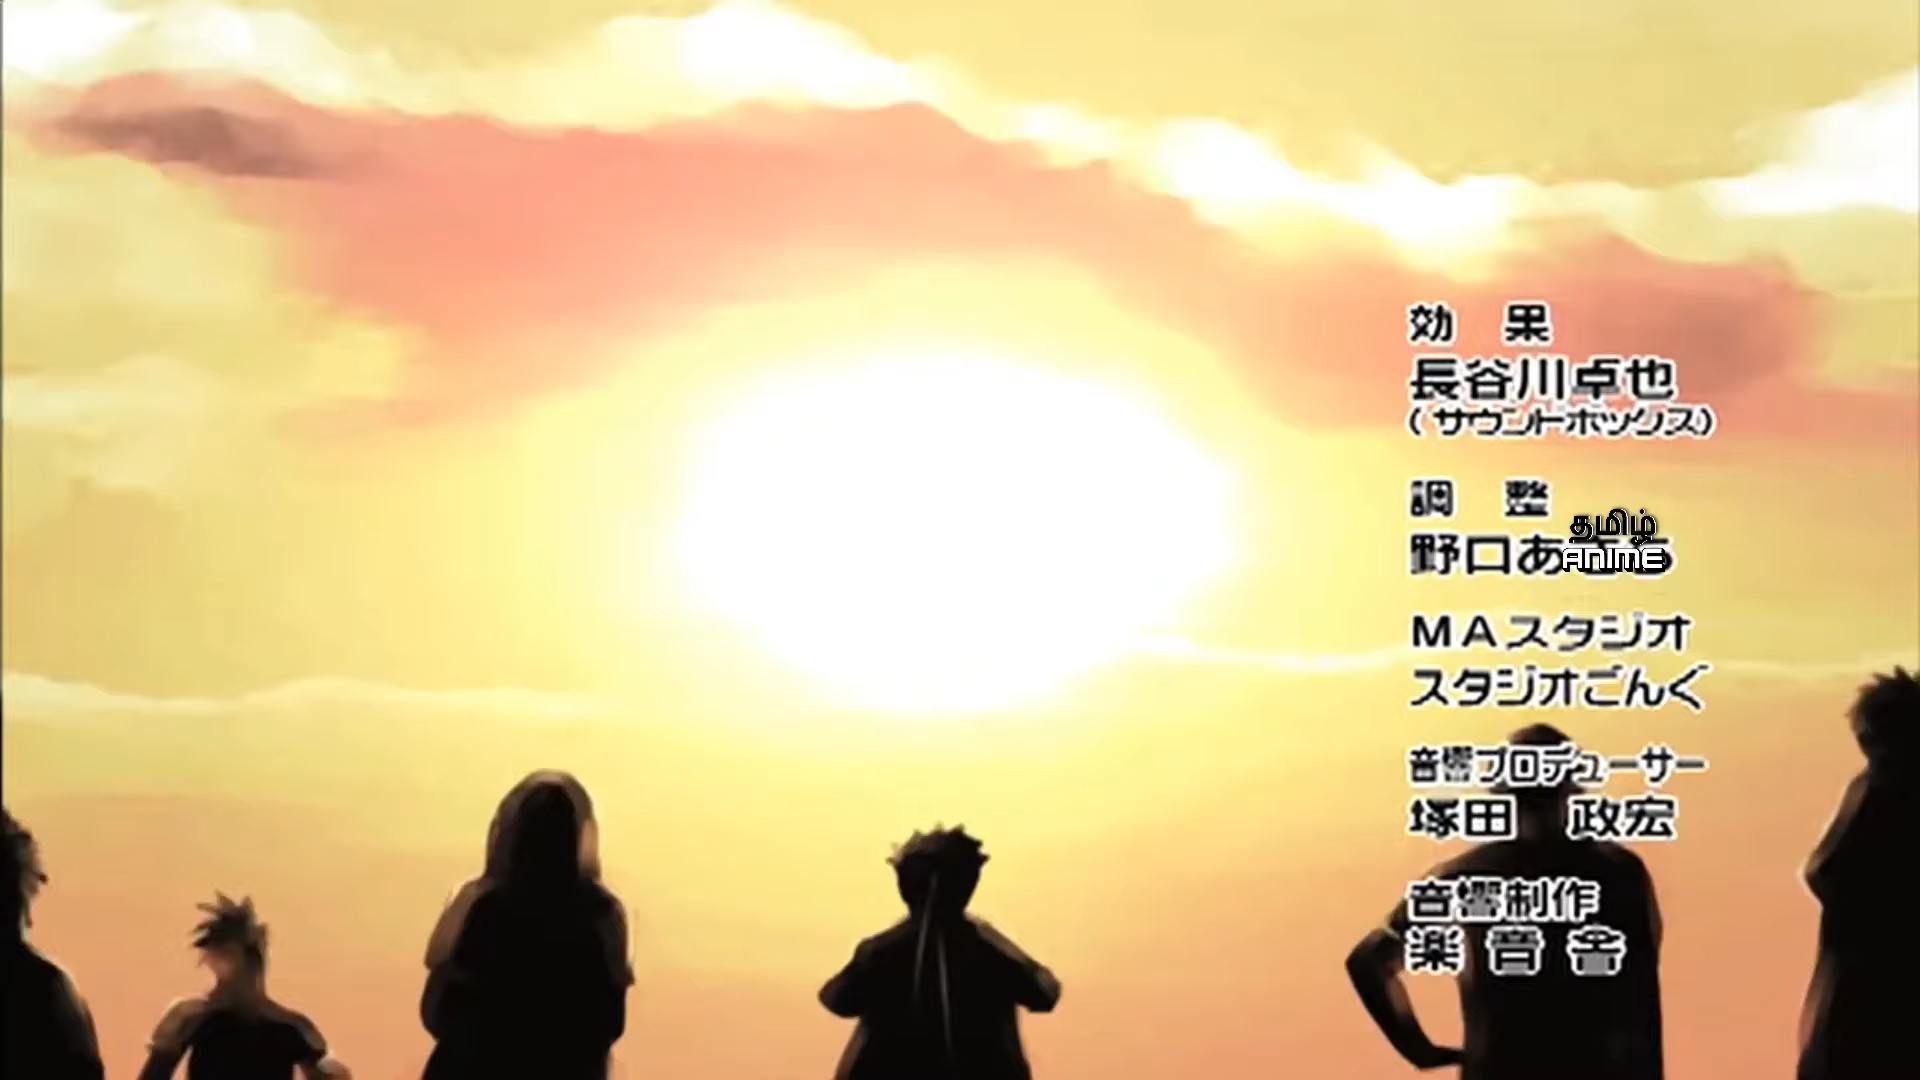 効 果
長谷川卓也
(サウンドボックス)
調 整
野口あきら
தமிழ்
ANIME
MAスタジオ
スタジオごんぐ
音響プロデューサー
塚田 政宏
音響制作
楽音舎